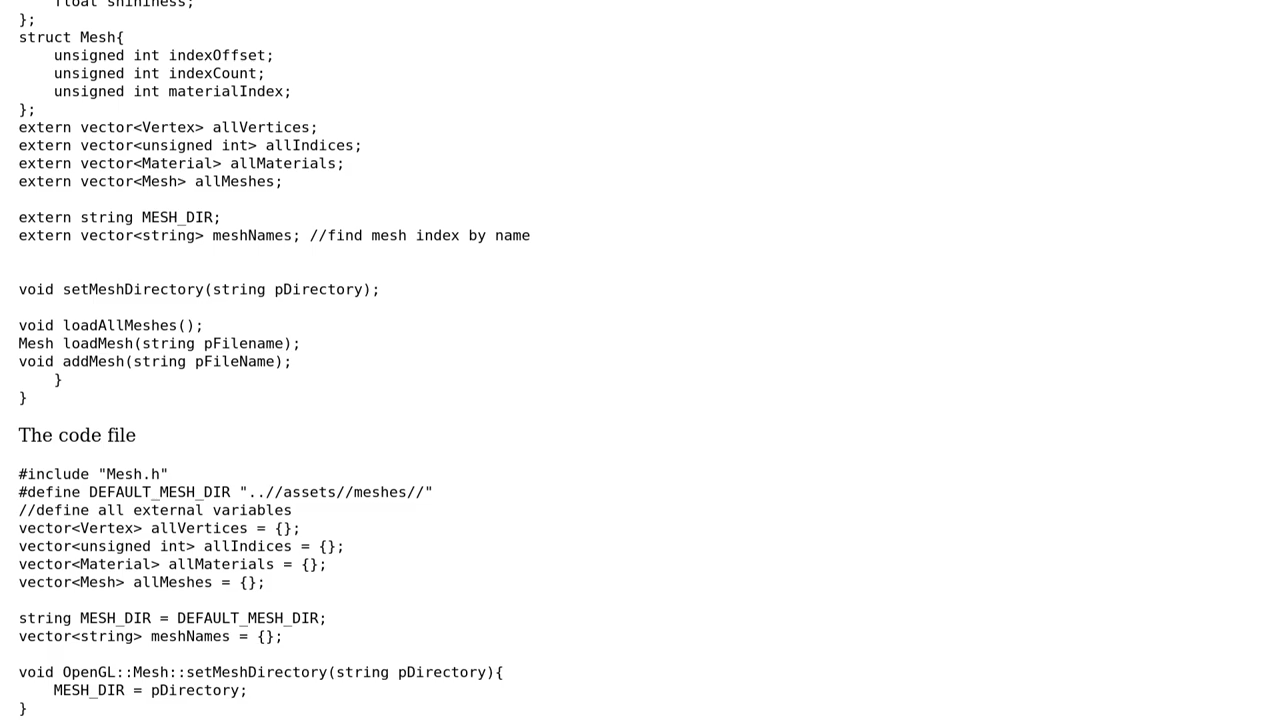 float shininess;
};
struct Mesh{
    unsigned int indexOffset;
    unsigned int indexCount;
    unsigned int materialIndex;
};
extern vector<Vertex> allVertices;
extern vector<unsigned int> allIndices;
extern vector<Material> allMaterials;
extern vector<Mesh> allMeshes;
extern string MESH_DIR;
extern vector<string> meshNames; //find mesh index by name
void setMeshDirectory(string pDirectory);
void loadAllMeshes();
Mesh loadMesh(string pFilename);
void addMesh(string pFileName);
    }
}
The code file
#include "Mesh.h"
#define DEFAULT_MESH_DIR "..//assets//meshes//"
//define all external variables
vector<Vertex> allVertices = {};
vector<unsigned int> allIndices = {};
vector<Material> allMaterials = {};
vector<Mesh> allMeshes = {};
string MESH_DIR = DEFAULT_MESH_DIR;
vector<string> meshNames = {};
void OpenGL::Mesh::setMeshDirectory(string pDirectory){
    MESH_DIR = pDirectory;
}